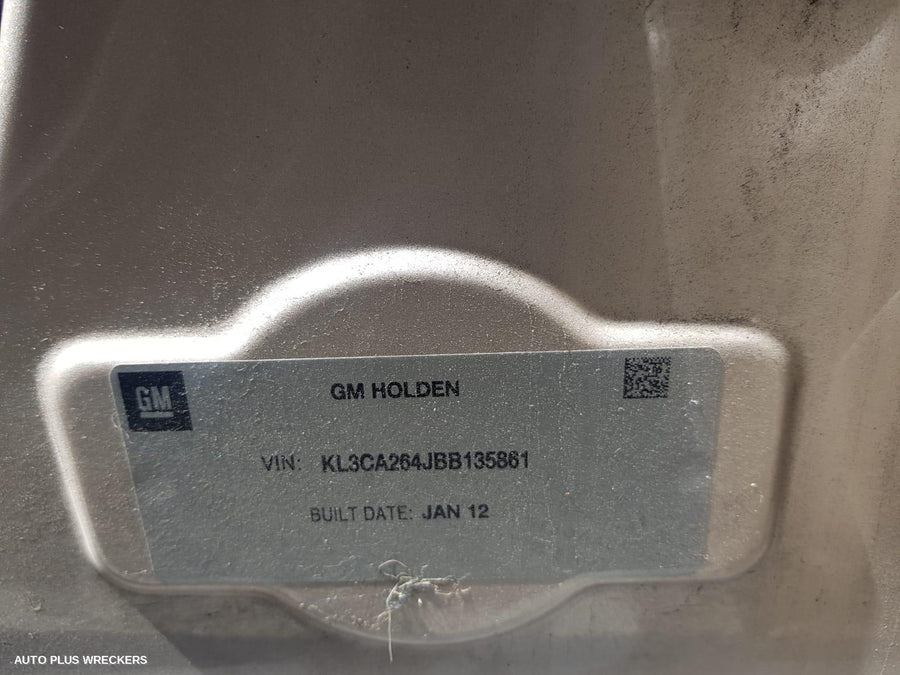 GM
GM HOLDEN
VIN: KL3CA264JBB135861
BUILT DATE: JAN 12
AUTO PLUS WRECKERS